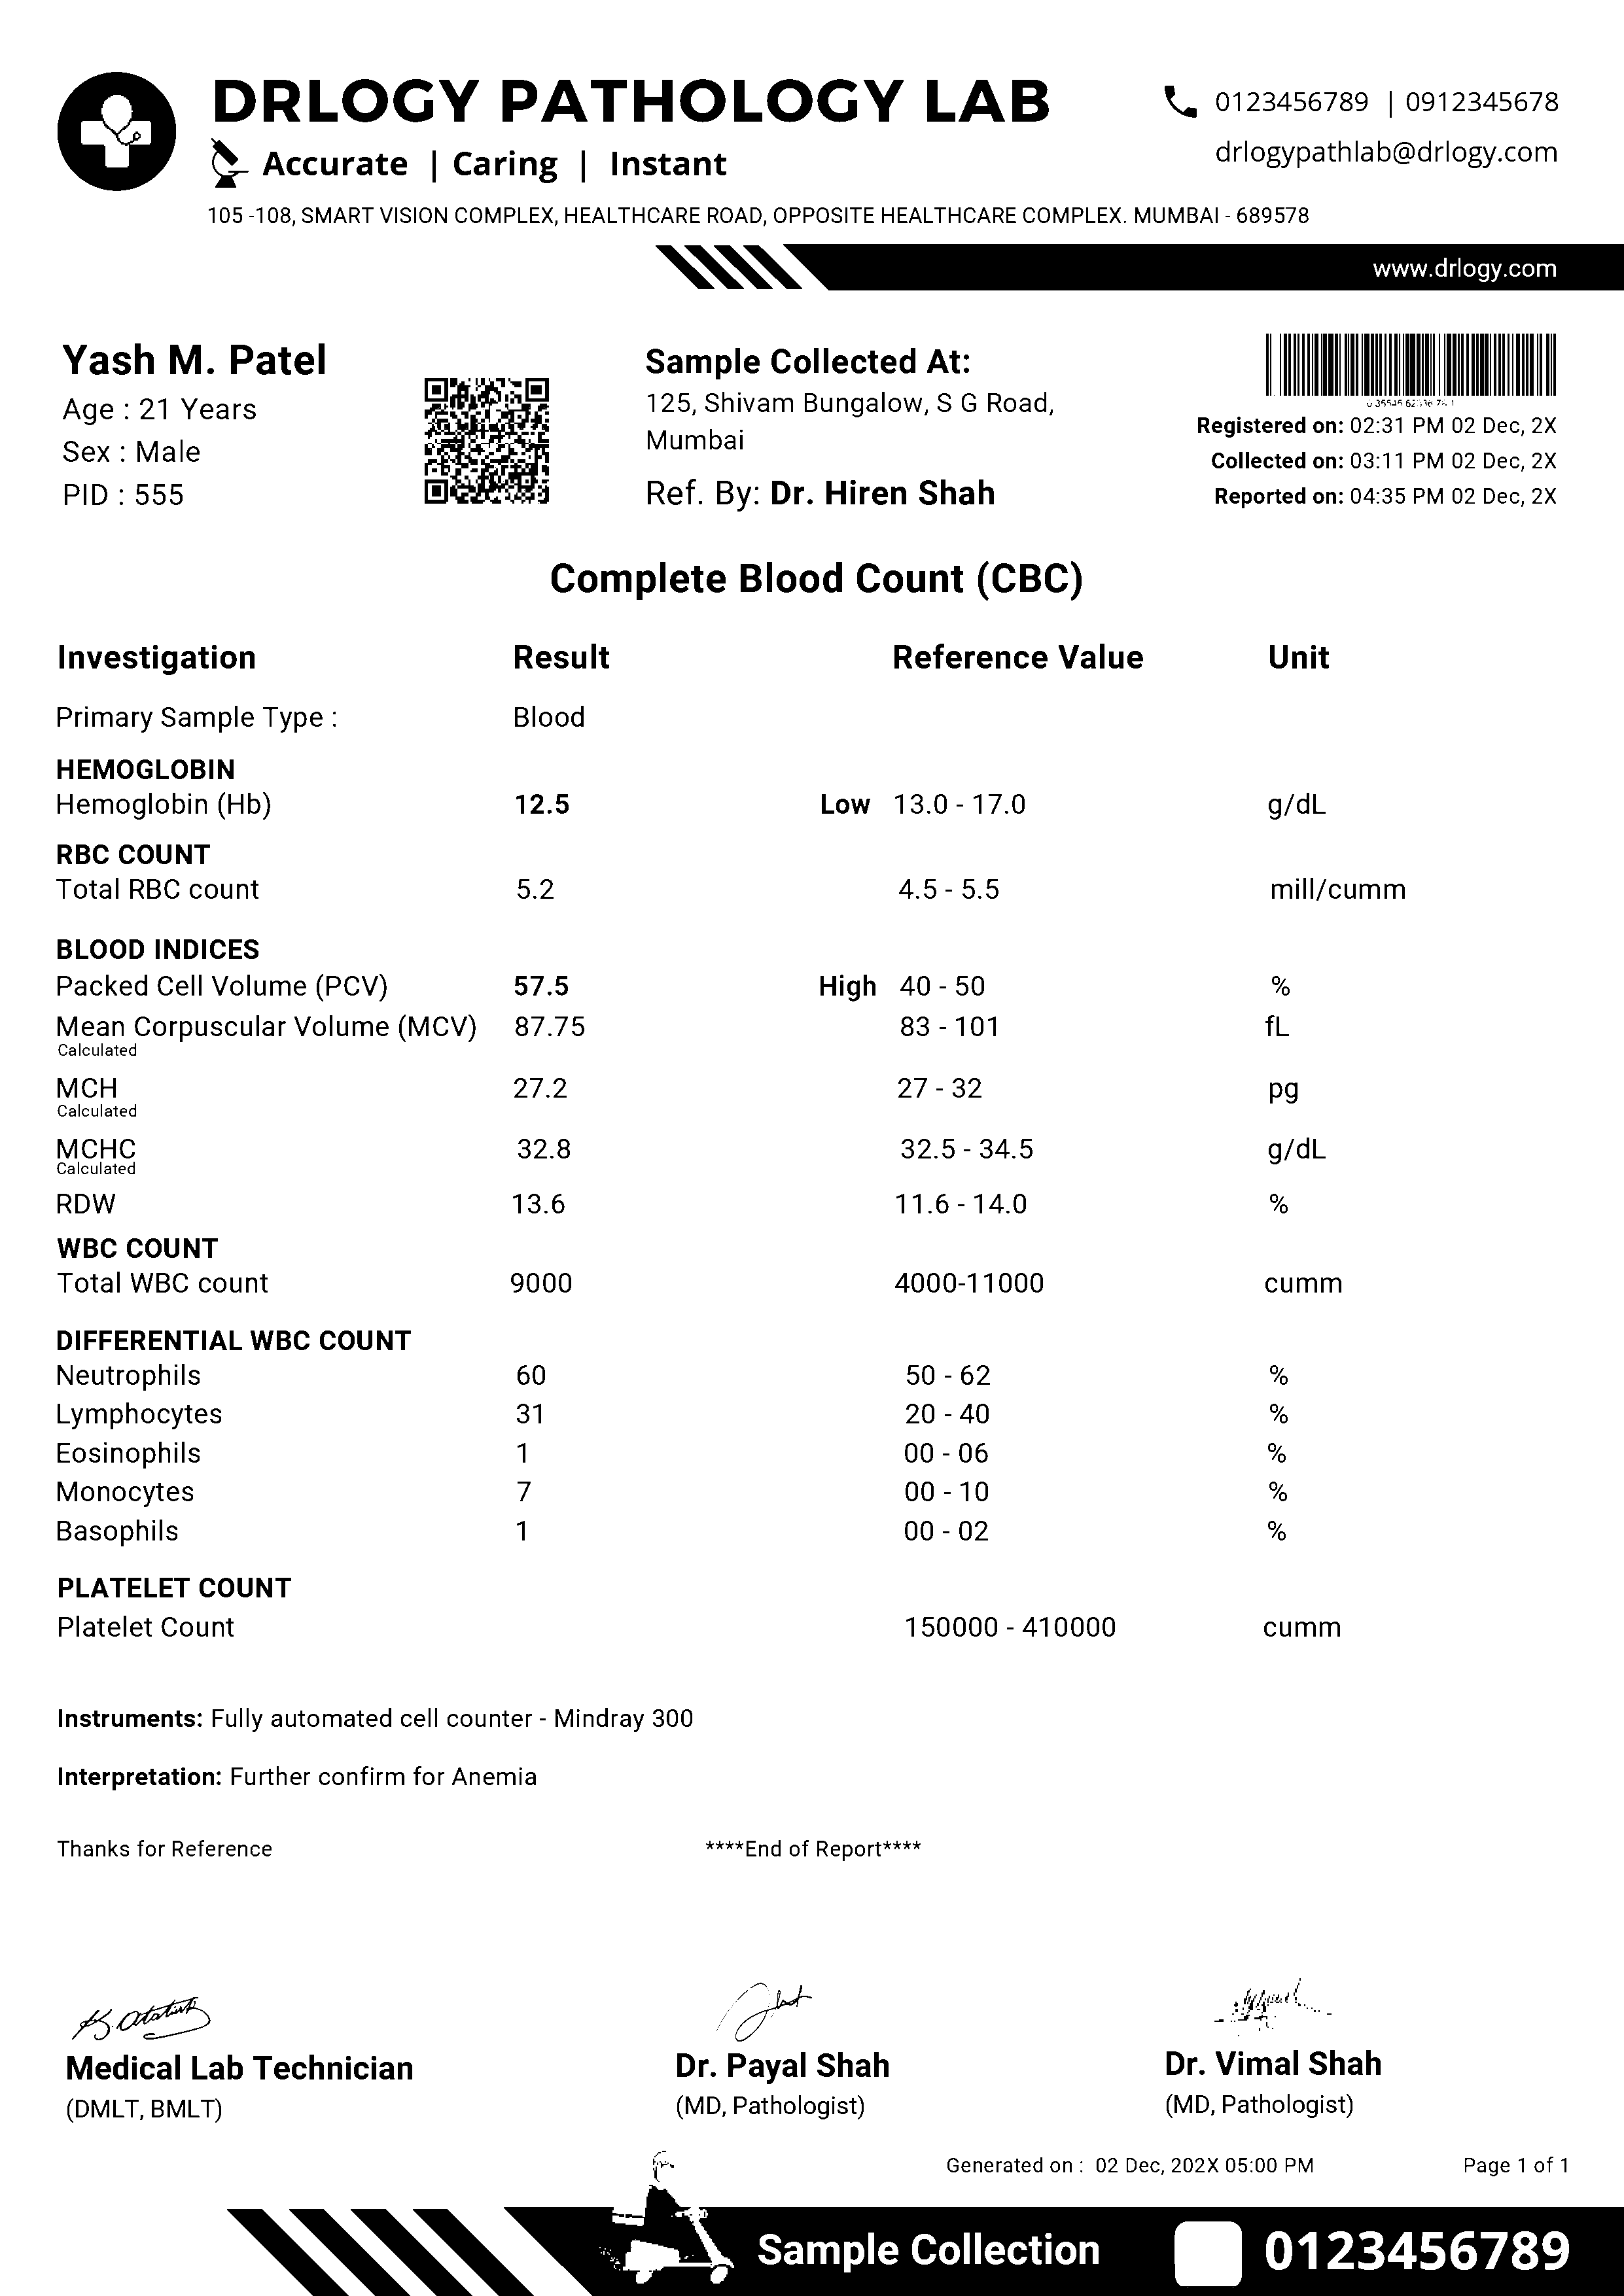 DRLOGY PATHOLOGY LAB
0123456789 | 0912345678
Accurate | Caring | Instant
drlogypathlab@drlogy.com
105 -108, SMART VISION COMPLEX, HEALTHCARE ROAD, OPPOSITE HEALTHCARE COMPLEX. MUMBAI - 689578
www.drlogy.com
Yash M. Patel
Age : 21 Years
Sex : Male
PID : 555
Sample Collected At:
125, Shivam Bungalow, S G Road,
Mumbai
Ref. By: Dr. Hiren Shah
Registered on: 02:31 PM 02 Dec, 2X
Collected on: 03:11 PM 02 Dec, 2X
Reported on: 04:35 PM 02 Dec, 2X
Complete Blood Count (CBC)
Investigation Result Reference Value Unit
Primary Sample Type : Blood
HEMOGLOBIN
Hemoglobin (Hb) 12.5 Low 13.0 - 17.0 g/dL
RBC COUNT
Total RBC count 5.2 4.5 - 5.5 mill/cumm
BLOOD INDICES
Packed Cell Volume (PCV) 57.5 High 40 - 50 %
Mean Corpuscular Volume (MCV) 87.75 83 - 101 fL
Calculated
MCH 27.2 27 - 32 pg
Calculated
MCHC 32.8 32.5 - 34.5 g/dL
Calculated
RDW 13.6 11.6 - 14.0 %
WBC COUNT
Total WBC count 9000 4000-11000 cumm
DIFFERENTIAL WBC COUNT
Neutrophils 60 50 - 62 %
Lymphocytes 31 20 - 40 %
Eosinophils 1 00 - 06 %
Monocytes 7 00 - 10 %
Basophils 1 00 - 02 %
PLATELET COUNT
Platelet Count 150000 - 410000 cumm
Instruments: Fully automated cell counter - Mindray 300
Interpretation: Further confirm for Anemia
Thanks for Reference ****End of Report****
Medical Lab Technician
(DMLT, BMLT)
Dr. Payal Shah
(MD, Pathologist)
Dr. Vimal Shah
(MD, Pathologist)
Generated on : 02 Dec, 202X 05:00 PM Page 1 of 1
Sample Collection 0123456789